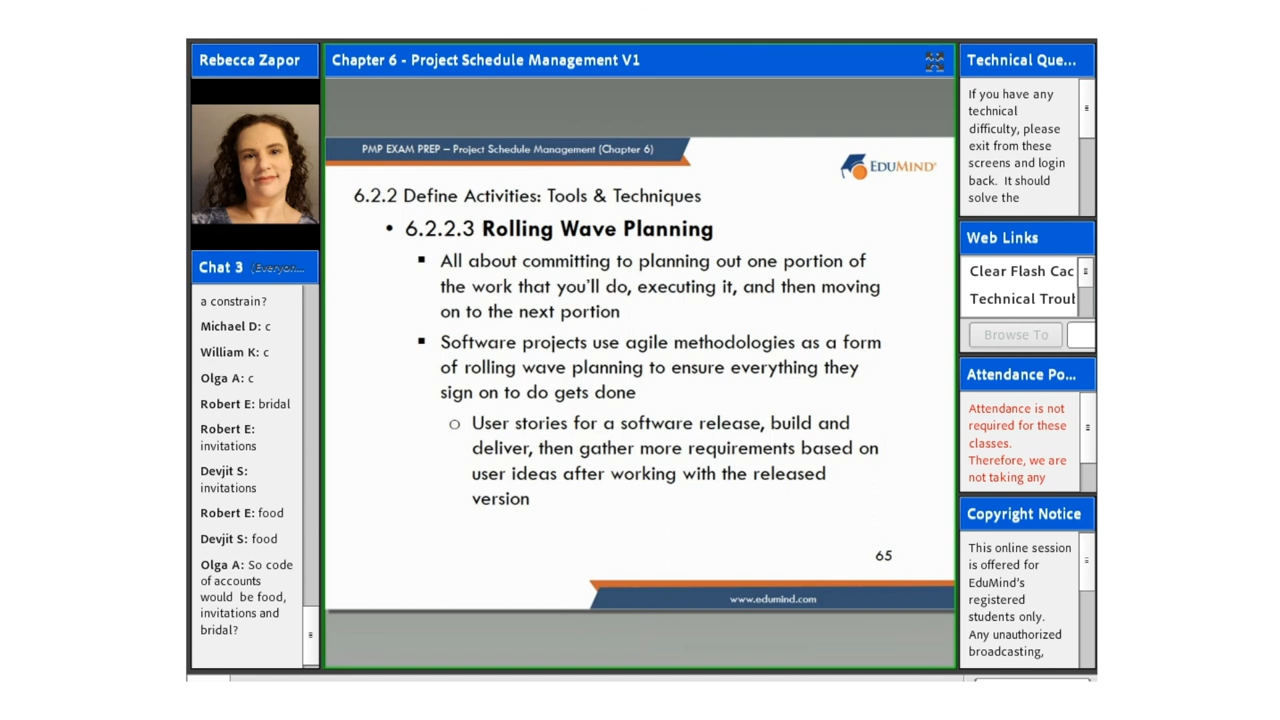 Rebecca Zapor
Chat 3 (Everyon...
a constrain?
Michael D: c
William K: c
Olga A: c
Robert E: bridal
Robert E:
invitations
Devjit S:
invitations
Robert E: food
Devjit S: food
Olga A: So code
of accounts
would be food,
invitations and
bridal?
Chapter 6 - Project Schedule Management V1
PMP EXAM PREP – Project Schedule Management (Chapter 6)
EDUMIND®
6.2.2 Define Activities: Tools & Techniques
• 6.2.2.3 Rolling Wave Planning
▪ All about committing to planning out one portion of
the work that you'll do, executing it, and then moving
on to the next portion
▪ Software projects use agile methodologies as a form
of rolling wave planning to ensure everything they
sign on to do gets done
o User stories for a software release, build and
deliver, then gather more requirements based on
user ideas after working with the released
version
65
www.edumind.com
Technical Que...
If you have any
technical
difficulty, please
exit from these
screens and login
back. It should
solve the
Web Links
Clear Flash Cac
Technical Troul
Browse To
Attendance Po...
Attendance is not
required for these
classes.
Therefore, we are
not taking any
Copyright Notice
This online session
is offered for
EduMind's
registered
students only.
Any unauthorized
broadcasting,